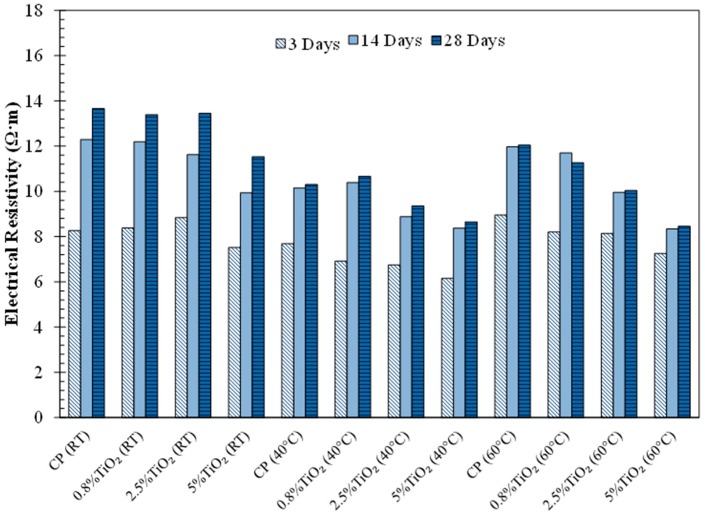 18
16
14
12
10
8
6
4
2
0
Electrical Resistivity (Ω·m)
3 Days 14 Days 28 Days
CP (RT)
0.8%TiO₂ (RT)
2.5%TiO₂ (RT)
5%TiO₂ (RT)
CP (40°C)
0.8%TiO₂ (40°C)
2.5%TiO₂ (40°C)
5%TiO₂ (40°C)
CP (60°C)
0.8%TiO₂ (60°C)
2.5%TiO₂ (60°C)
5%TiO₂ (60°C)